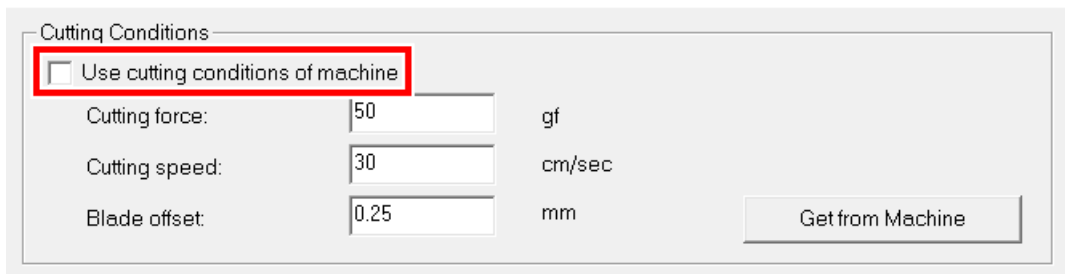 Cutting Conditions
Use cutting conditions of machine
Cutting force: 50 gf
Cutting speed: 30 cm/sec
Blade offset: 0.25 mm Get from Machine